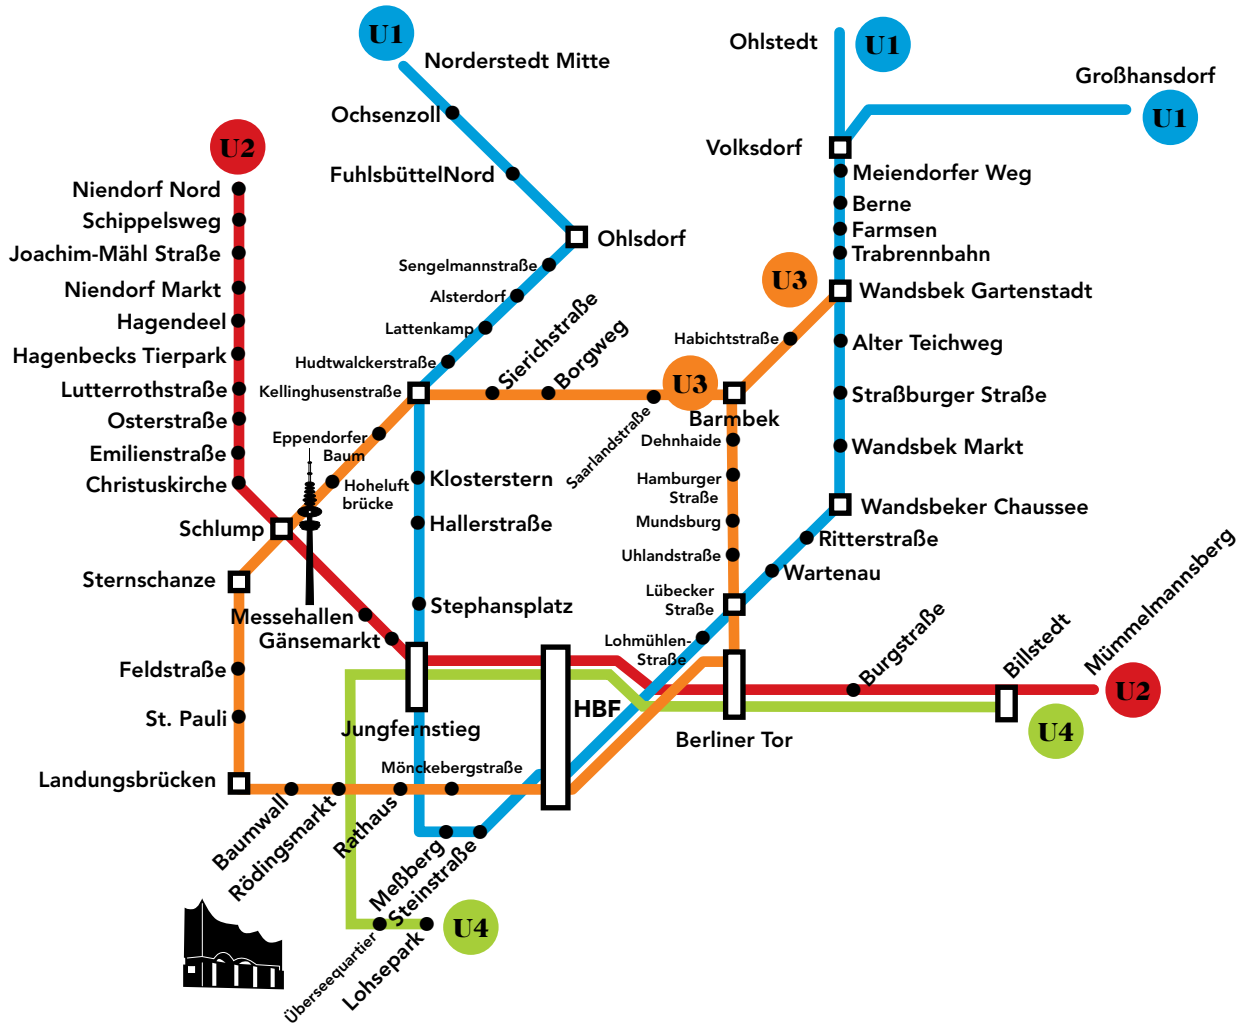 U1
Norderstedt Mitte
Ochsenzoll
FuhlsbüttelNord
Ohlsdorf
Sengelmannstraße
Alsterdorf
Lattenkamp
Hudtwalckerstraße
Kellinghusenstraße
Ohlstedt
U1
Großhansdorf
U1
Volksdorf
Meiendorfer Weg
Berne
Farmsen
Trabrennbahn
Wandsbek Gartenstadt
Alter Teichweg
Straßburger Straße
Wandsbek Markt
Wandsbeker Chaussee
Ritterstraße
Wartenau
U2
Niendorf Nord
Schippelsweg
Joachim-Mähl Straße
Niendorf Markt
Hagendeel
Hagenbecks Tierpark
Lutterrothstraße
Osterstraße
Emilienstraße
Christuskirche
Schlump
Sternschanze
Messehallen
Gänsemarkt
Feldstraße
St. Pauli
Landungsbrücken
Eppendorfer
Baum
Hoheluft
brücke
Sierichstraße
Borgweg
Saarlandstraße
U3
U3
Habichtstraße
Barmbek
Dehnhaide
Hamburger
Straße
Mundsburg
Uhlandstraße
Lübecker
Straße
Lohmühlen-
Straße
Klosterstern
Hallerstraße
Stephansplatz
Jungfernstieg
HBF
Berliner Tor
Burgstraße
Billstedt
Mümmelmannsberg
U2
U4
Mönckebergstraße
Baumwall
Rödingsmarkt
Rathaus
Meßberg
Steinstraße
Überseequartier
Lohsepark
U4